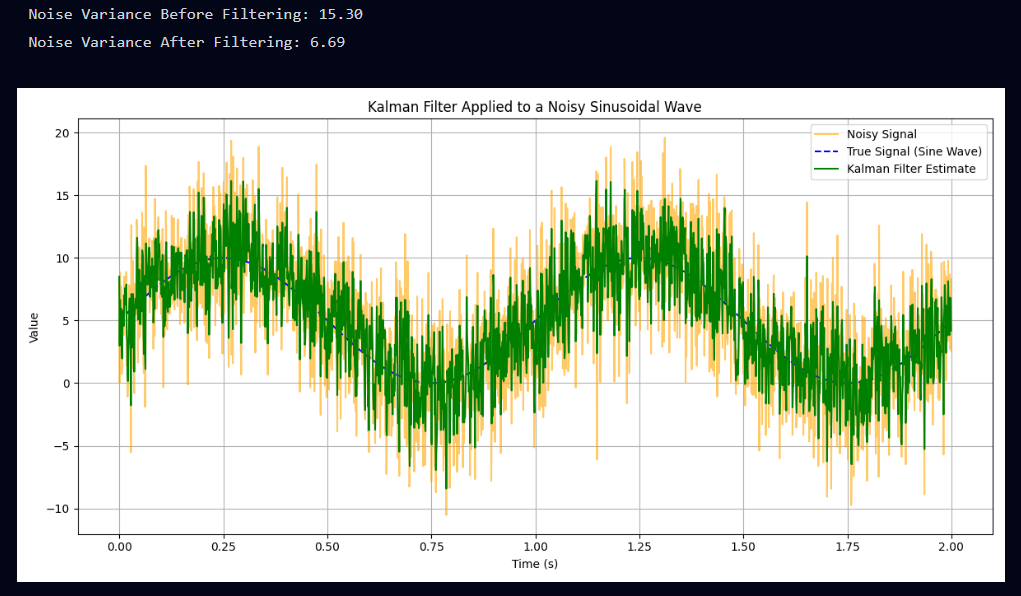 Noise Variance Before Filtering: 15.30
Noise Variance After Filtering: 6.69
Kalman Filter Applied to a Noisy Sinusoidal Wave
Noisy Signal
True Signal (Sine Wave)
Kalman Filter Estimate
20
15
10
5
0
−5
−10
Value
0.00 0.25 0.50 0.75 1.00 1.25 1.50 1.75 2.00
Time (s)